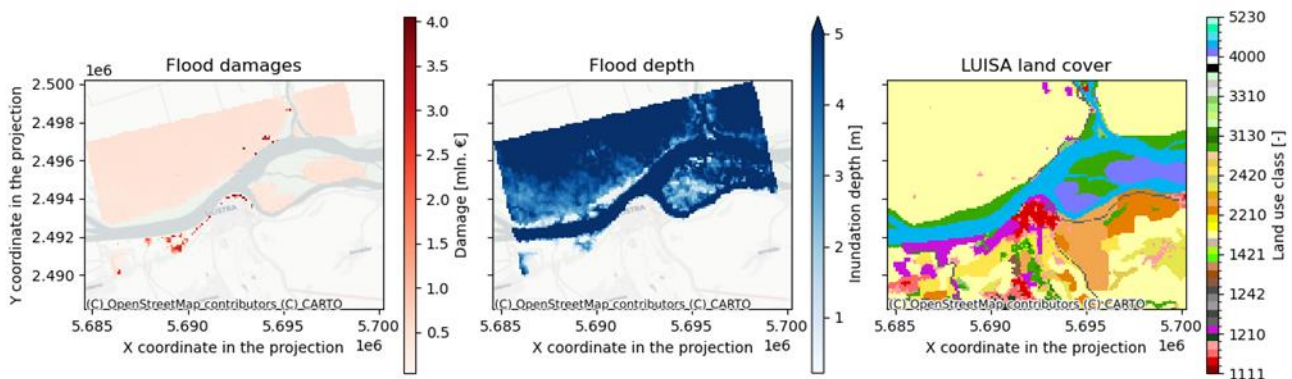 Flood damages
1e6
2.500
2.498
2.496
2.494
2.492
2.490
Y coordinate in the projection
(C) OpenStreetMap contributors (C) CARTO
5.685
5.690
5.695
5.700
X coordinate in the projection
1e6
4.0
3.5
3.0
2.5
2.0
1.5
1.0
0.5
Damage [mln. €]
Flood depth
(C) OpenStreetMap contributors (C) CARTO
5.685
5.690
5.695
5.700
X coordinate in the projection
1e6
5
4
3
2
1
Inundation depth [m]
LUISA land cover
(C) OpenStreetMap contributors (C) CARTO
5.685
5.690
5.695
5.700
X coordinate in the projection
1e6
5230
4000
3310
3130
2210
1421
1242
1210
1111
Land use class [-]